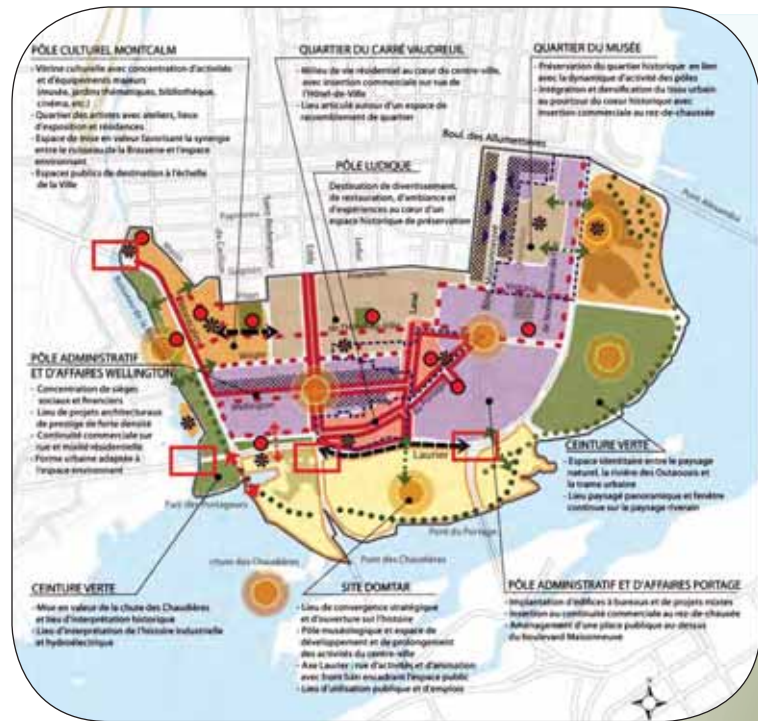 PÔLE CULTUREL MONTCALM
- Vitrine culturelle avec concentration d'activités
et d'équipements majeurs
(musée, jardins thématiques, bibliothèque,
cinéma, etc.)
- Quartier des artistes avec ateliers, lieux
d'exposition et résidences
- Espace de mise en valeur favorisant la synergie
entre le ruisseau de la Brasserie et l'espace
environnant
- Espaces publics de destination à l'échelle
de la Ville
QUARTIER DU CARRÉ VAUDREUIL
- Milieu de vie résidentiel au cœur du centre-ville,
avec insertion commerciale sur rue de
l'Hôtel-de-Ville
- Lieu articulé autour d'un espace de
rassemblement de quartier
QUARTIER DU MUSÉE
- Préservation du quartier historique en lien
avec la dynamique d'activité des pôles
- Intégration et densification du tissu urbain
au pourtour du coeur historique avec
insertion commerciale au rez-de-chaussée
Boul. des Allumettières
PÔLE LUDIQUE
Destination de divertissement,
de restauration, d'ambiance et
d'expériences au cœur d'un
espace historique de préservation
Pont Alexandra
PÔLE ADMINISTRATIF
ET D'AFFAIRES WELLINGTON
- Concentration de sièges
sociaux et financiers
- Lieu de projets architecturaux
de prestige de forte densité
- Continuité commerciale sur
rue et mixité résidentielle
- Forme urbaine adaptée à
l'espace environnant
Wellington
Laurier
CEINTURE VERTE
- Espace identitaire entre le paysage
naturel, la rivière des Outaouais et
la trame urbaine
- Lieu paysagé panoramique et fenêtre
continue sur le paysage riverain
Part des Portageurs
Pont du Portage
Pont des Chaudières
chute des Chaudières
CEINTURE VERTE
- Mise en valeur de la chute des Chaudières
et lieu d'interprétation historique
- Lieu d'interprétation de l'histoire industrielle
et hydroélectrique
SITE DOMTAR
- Lieu de convergence stratégique
et d'ouverture sur l'histoire
- Pôle muséologique et espace de
développement et de prolongement
des activités du centre-ville
- Axe Laurier : rue d'activités et d'animation
avec front bâti encadrant l'espace public
- Lieu d'utilisation publique et d'emplois
PÔLE ADMINISTRATIF ET D'AFFAIRES PORTAGE
- Implantation d'édifices à bureaux et de projets mixtes
- Insertion au continuité commerciale au rez-de-chaussée
- Aménagement d'une place publique au dessus
du boulevard Maisonneuve